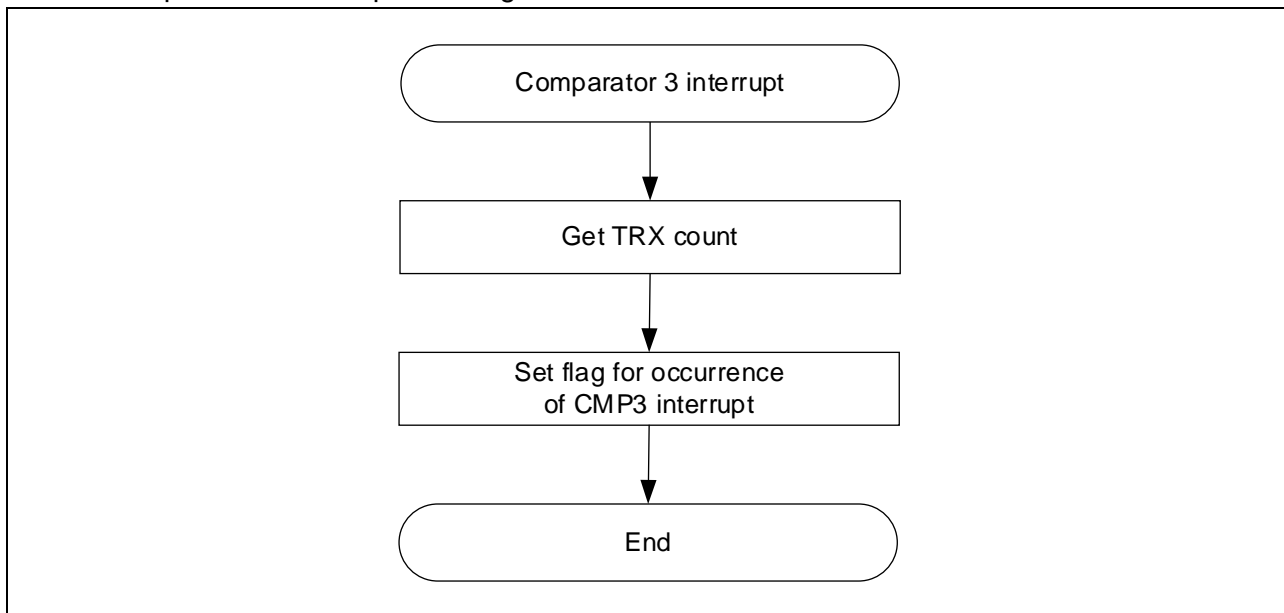 Comparator 3 interrupt
Get TRX count
Set flag for occurrence
of CMP3 interrupt
End